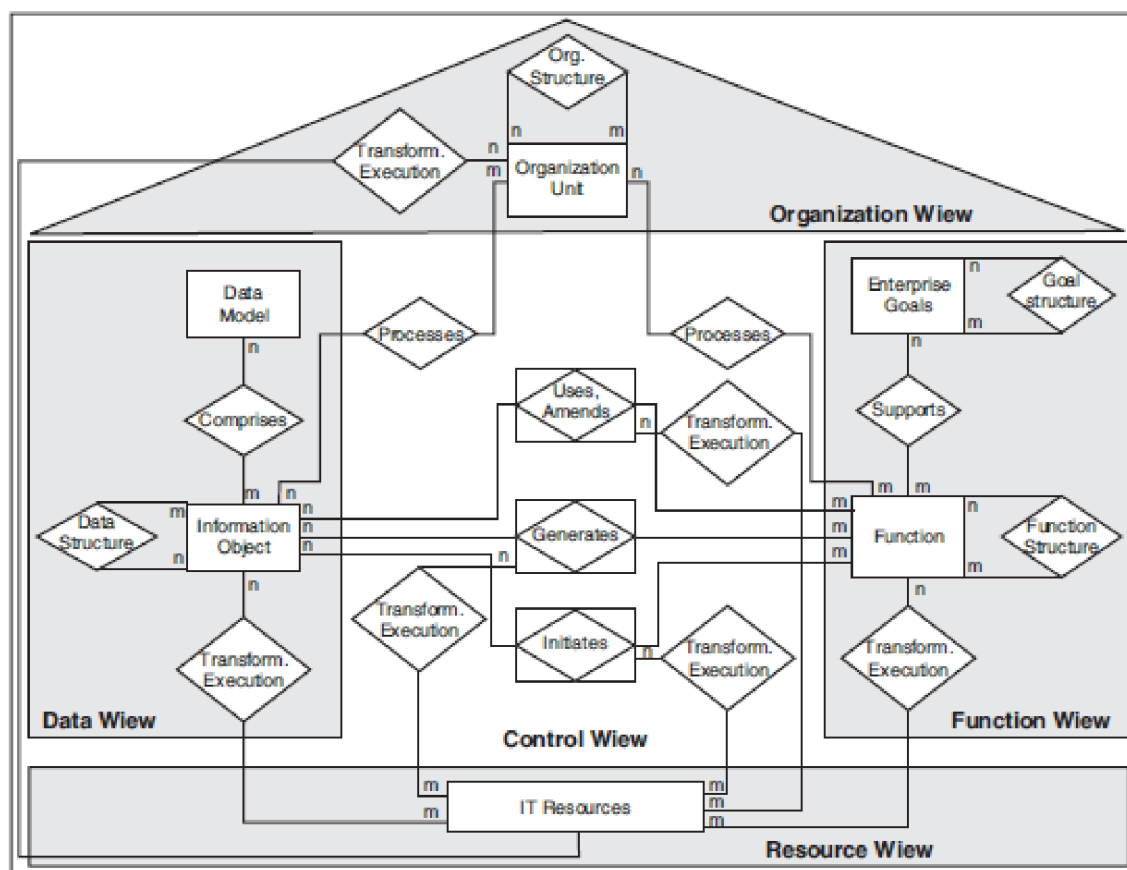 Org.
Structure
n
m
Transform.
Execution
n
m
Organization
Unit
n
Organization Wiew
Data
Model
n
Processes
Processes
Enterprise
Goals
n
m
Goal
structure
n
Comprises
Uses,
Amends
n
Transform.
Execution
Supports
m
n
m
m
Data
Structure
m
n
Information
Object
n
n
n
Generates
n
m
m
m
Function
n
m
Function
Structure
n
n
Transform.
Execution
Transform.
Execution
Initiates
n
Transform.
Execution
Transform.
Execution
Data Wiew
Control Wiew
Function Wiew
m
m
IT Resources
m
m
m
Resource Wiew